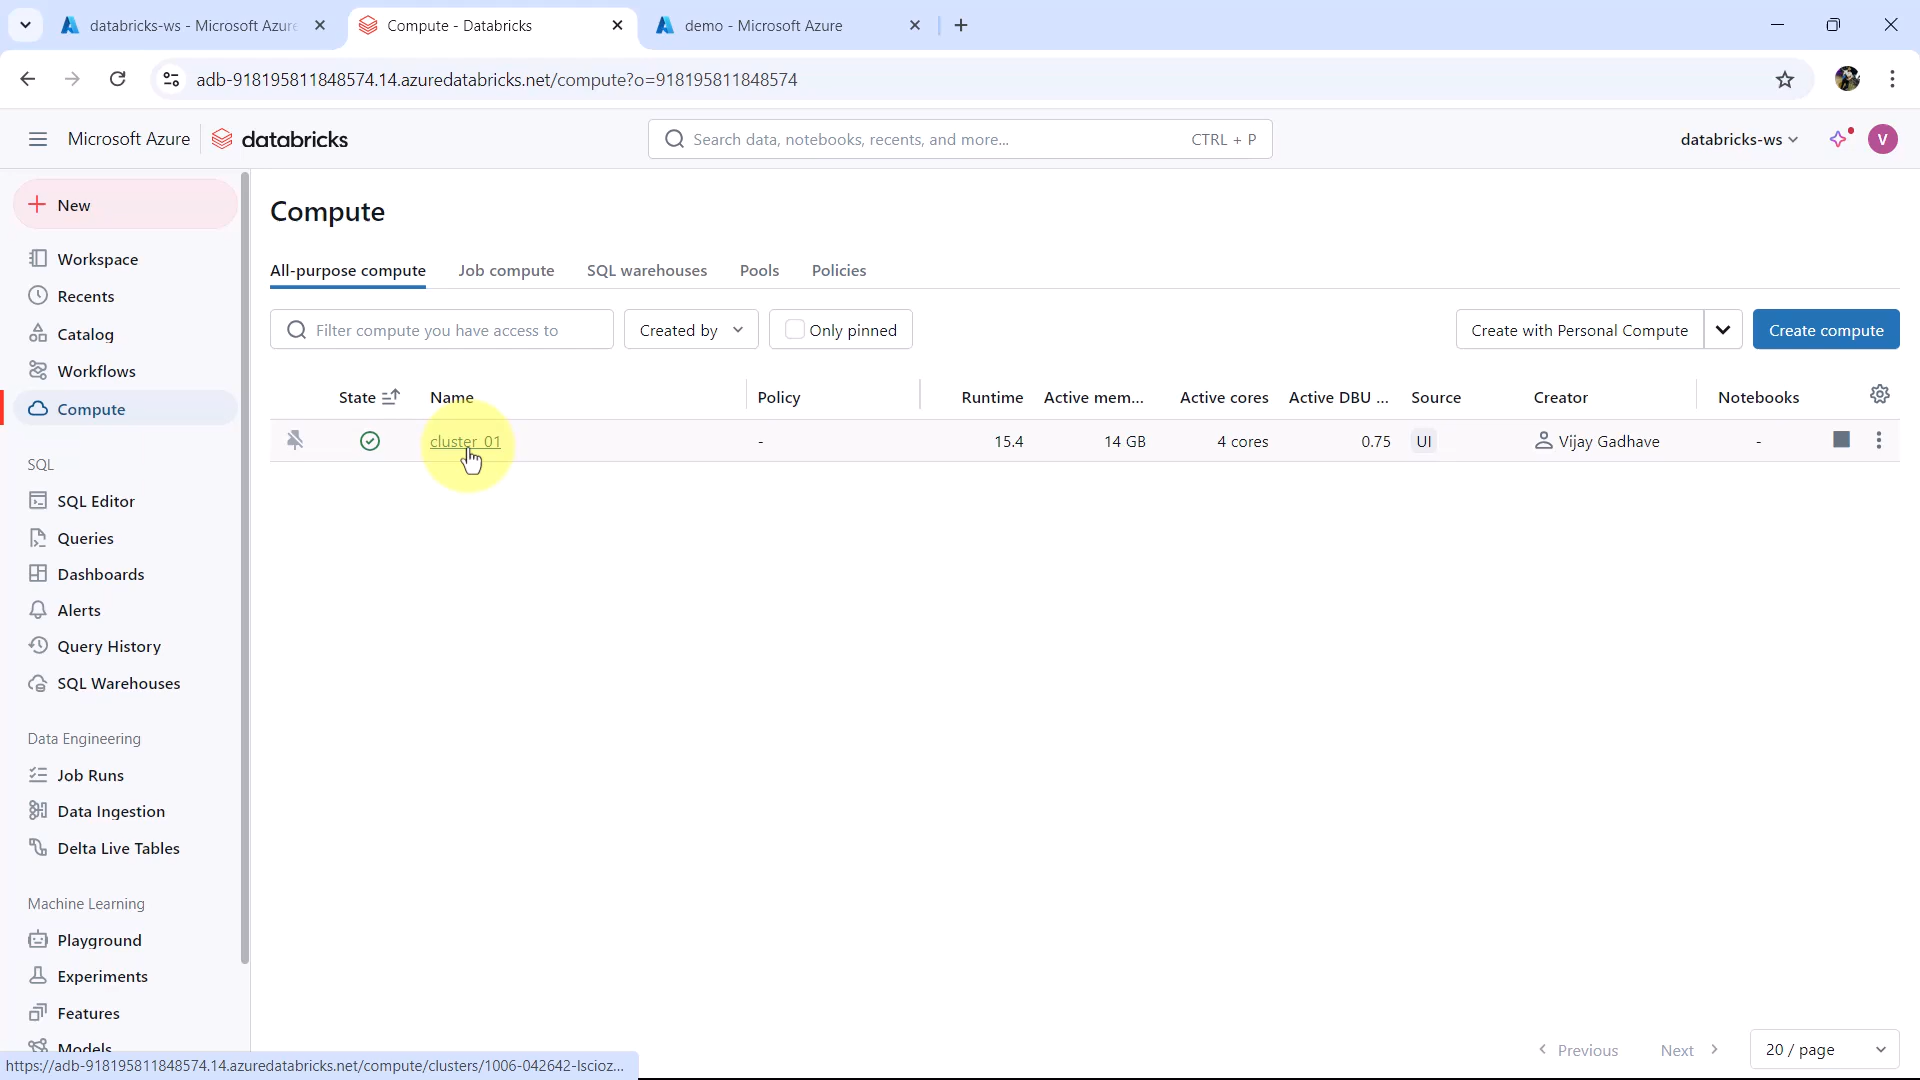 databricks-ws - Microsoft Azure
Compute - Databricks
demo - Microsoft Azure
adb-918195811848574.14.azuredatabricks.net/compute?o=918195811848574
Microsoft Azure
databricks
Search data, notebooks, recents, and more...
CTRL + P
databricks-ws
V
New
Workspace
Recents
Catalog
Workflows
Compute
SQL
SQL Editor
Queries
Dashboards
Alerts
Query History
SQL Warehouses
Data Engineering
Job Runs
Data Ingestion
Delta Live Tables
Machine Learning
Playground
Experiments
Features
Models
Compute
All-purpose compute Job compute SQL warehouses Pools Policies
Filter compute you have access to
Created by
Only pinned
Create with Personal Compute
Create compute
State Name Policy Runtime Active mem... Active cores Active DBU ... Source Creator Notebooks
cluster_01 - 15.4 14 GB 4 cores 0.75 UI Vijay Gadhave -
Previous Next 20 / page
https://adb-918195811848574.14.azuredatabricks.net/compute/clusters/1006-042642-lscioz...